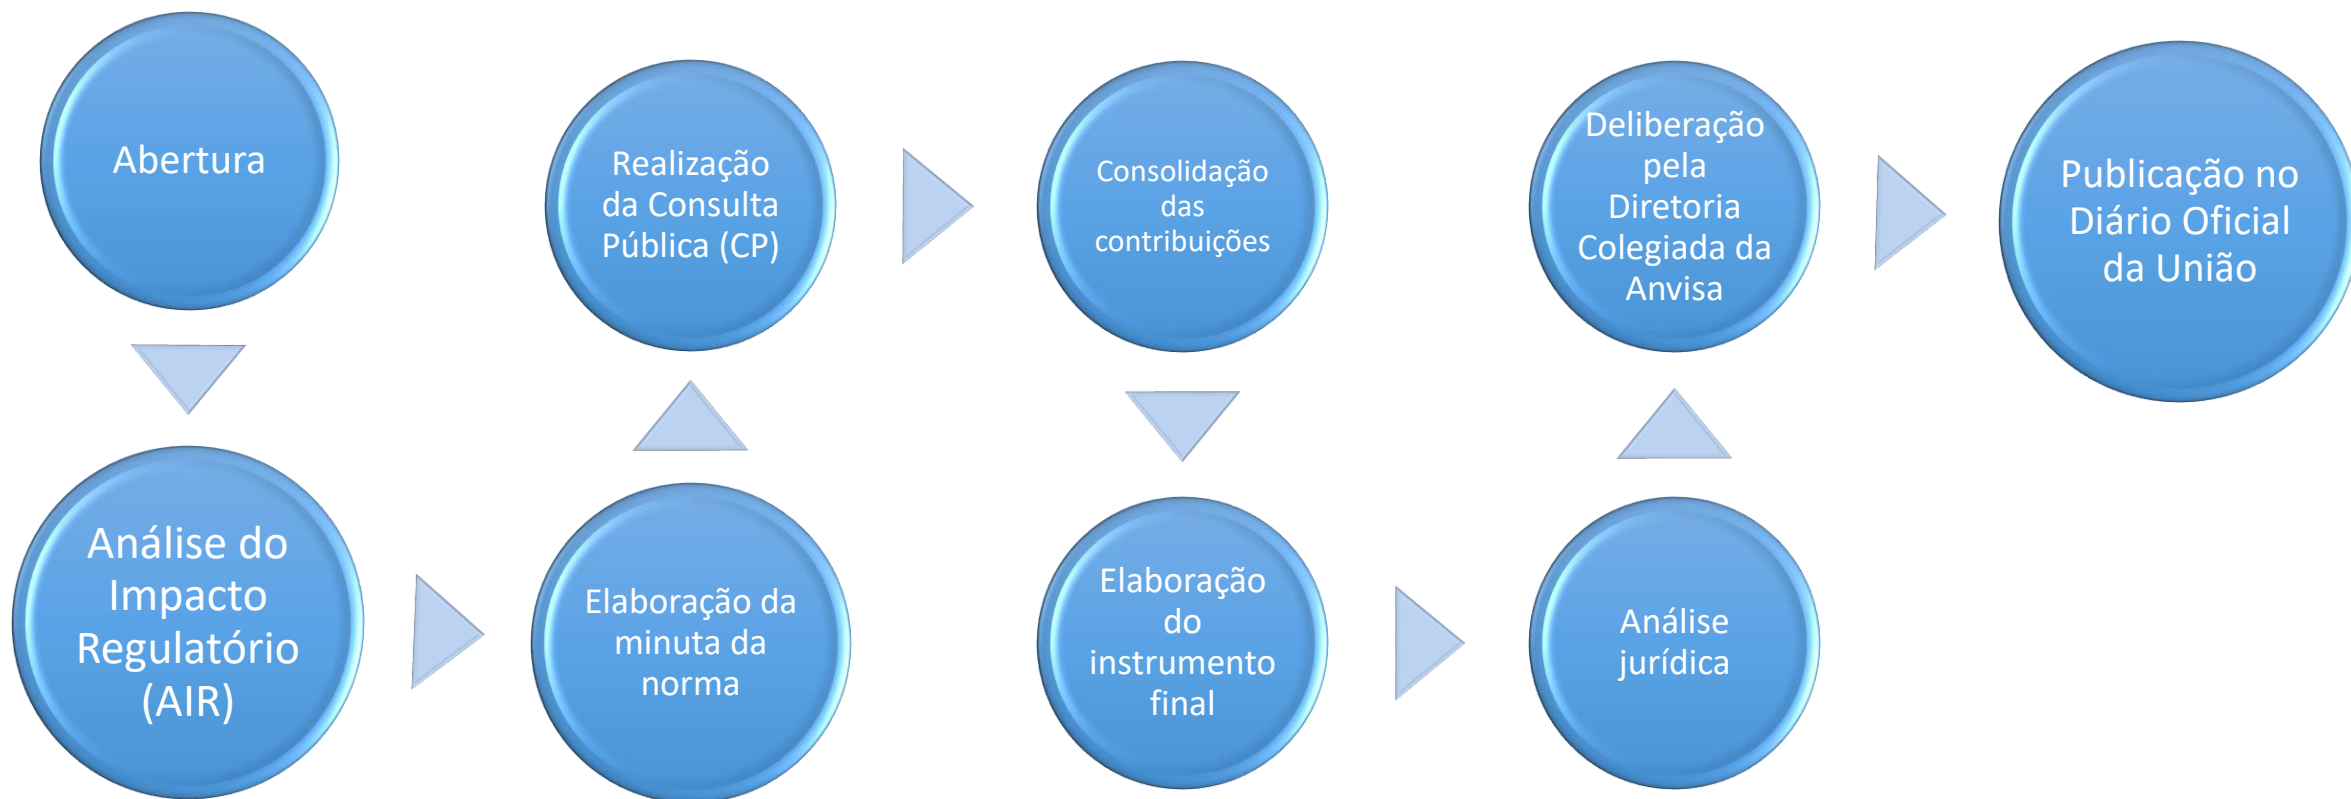 Abertura
Análise do
Impacto
Regulatório
(AIR)
Elaboração da
minuta da
norma
Realização
da Consulta
Pública (CP)
Consolidação
das
contribuições
Elaboração
do
instrumento
final
Análise
jurídica
Deliberação
pela
Diretoria
Colegiada da
Anvisa
Publicação no
Diário Oficial
da União